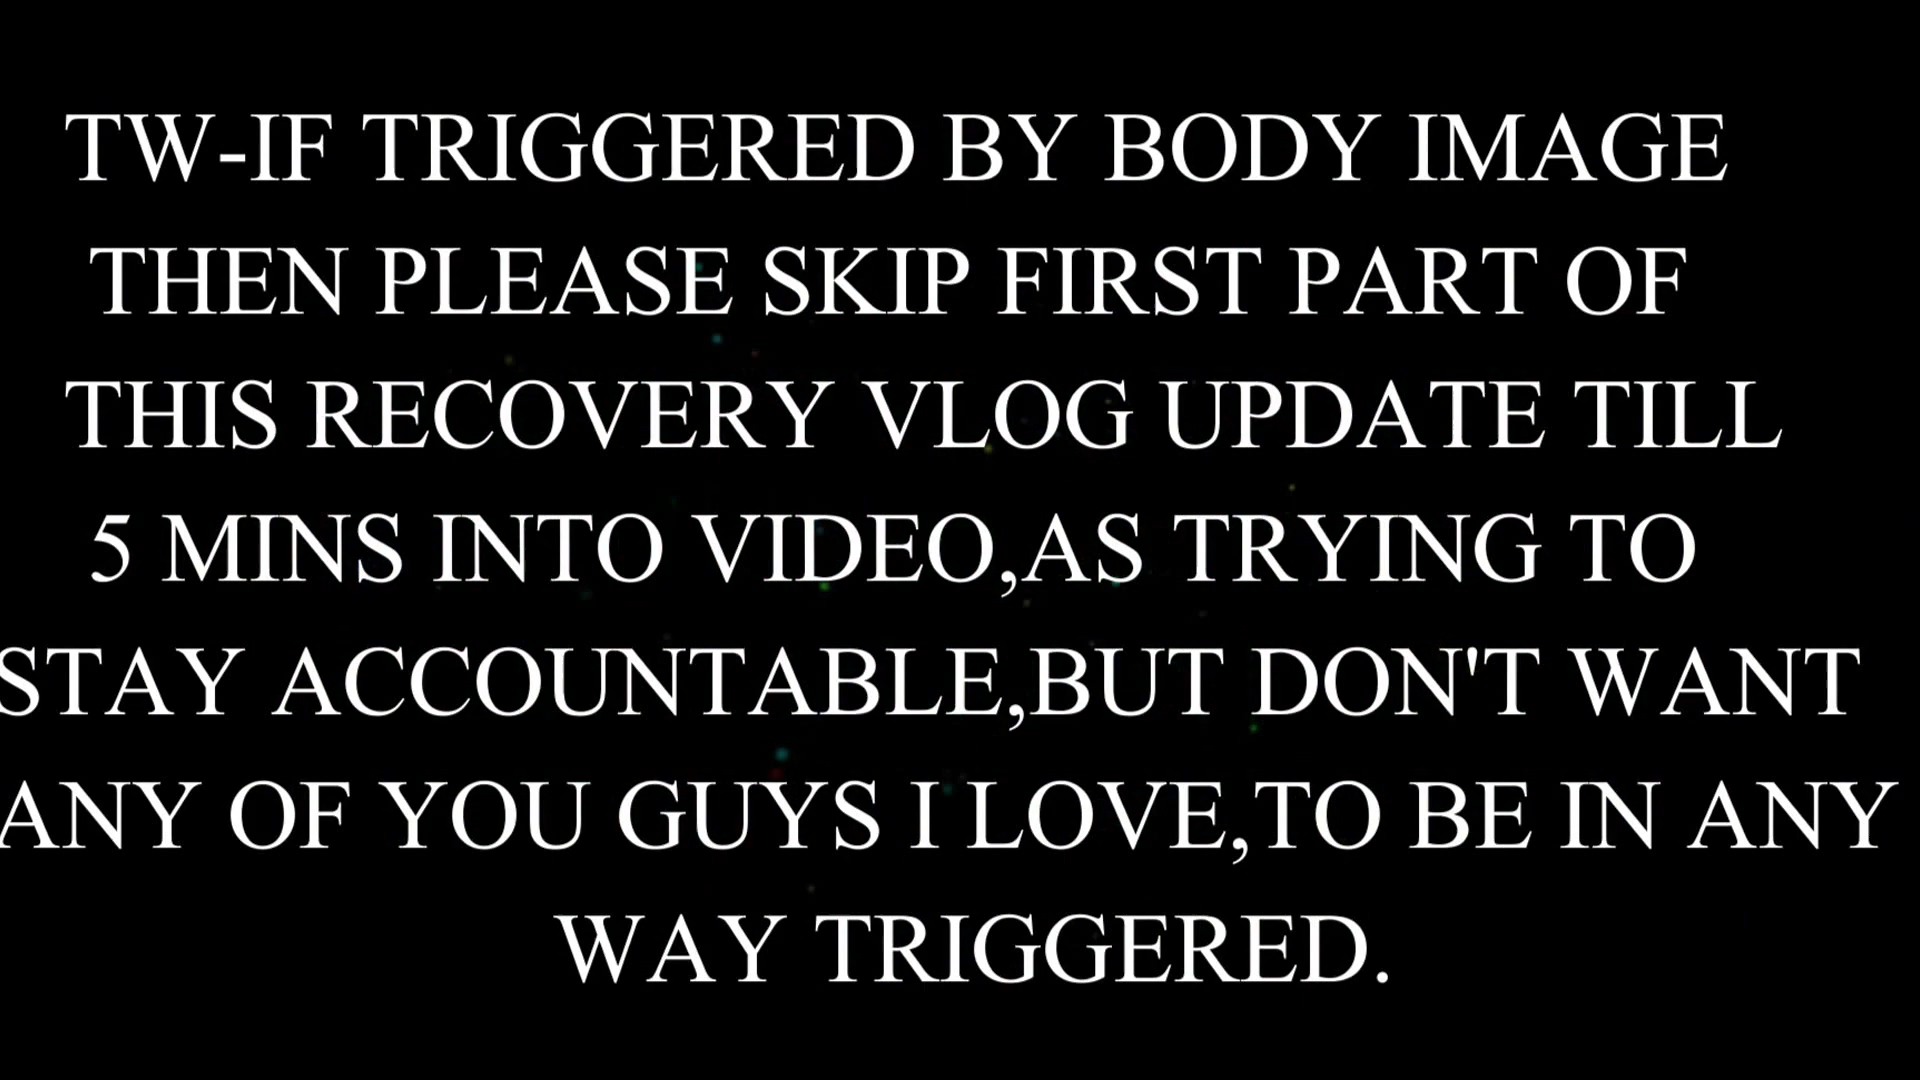 TW-IF TRIGGERED BY BODY IMAGE
THEN PLEASE SKIP FIRST PART OF
THIS RECOVERY VLOG UPDATE TILL
5 MINS INTO VIDEO,AS TRYING TO
STAY ACCOUNTABLE,BUT DON'T WANT
ANY OF YOU GUYS I LOVE,TO BE IN ANY
WAY TRIGGERED.